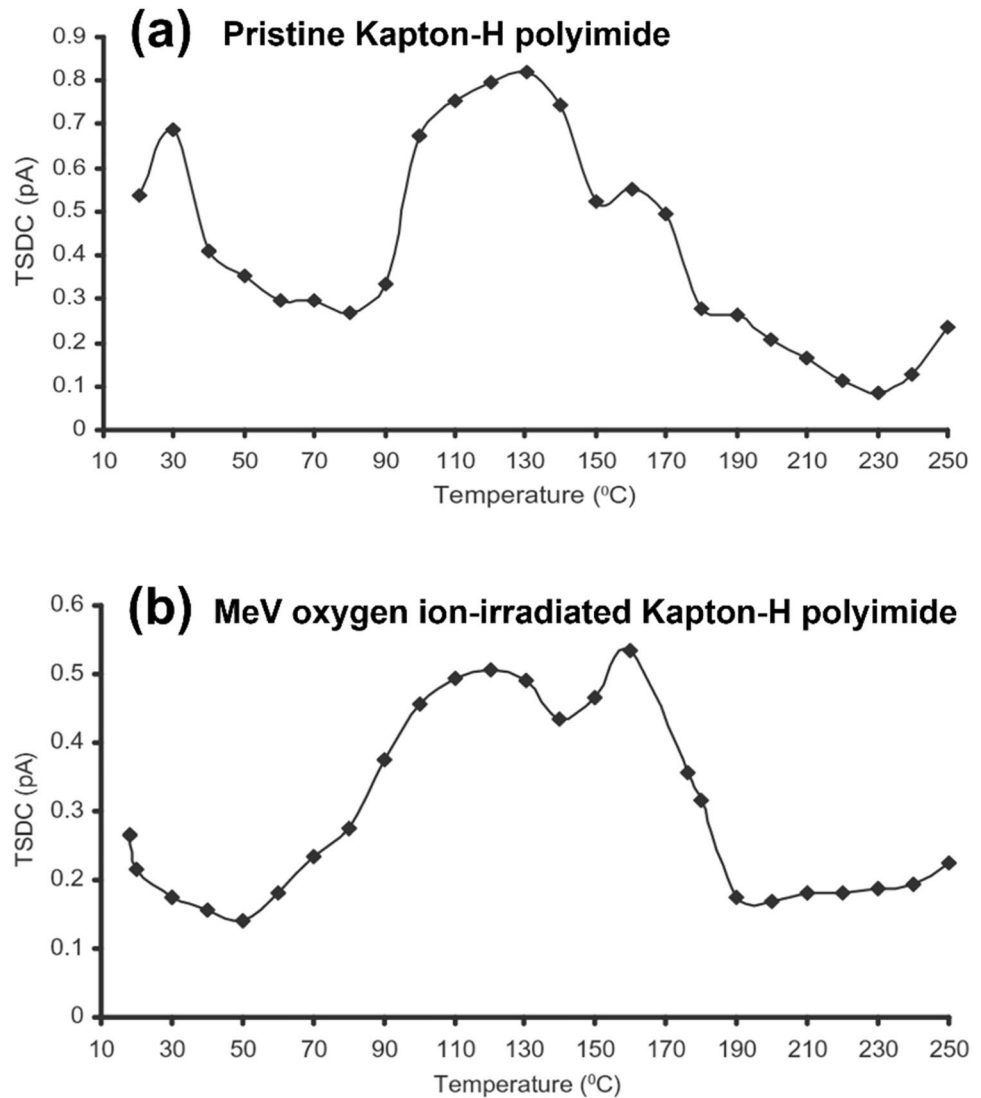 (a) Pristine Kapton-H polyimide
TSDC (pA)
0.9
0.8
0.7
0.6
0.5
0.4
0.3
0.2
0.1
0
10 30 50 70 90 110 130 150 170 190 210 230 250
Temperature (⁰C)
(b) MeV oxygen ion-irradiated Kapton-H polyimide
TSDC (pA)
0.6
0.5
0.4
0.3
0.2
0.1
0
10 30 50 70 90 110 130 150 170 190 210 230 250
Temperature (⁰C)